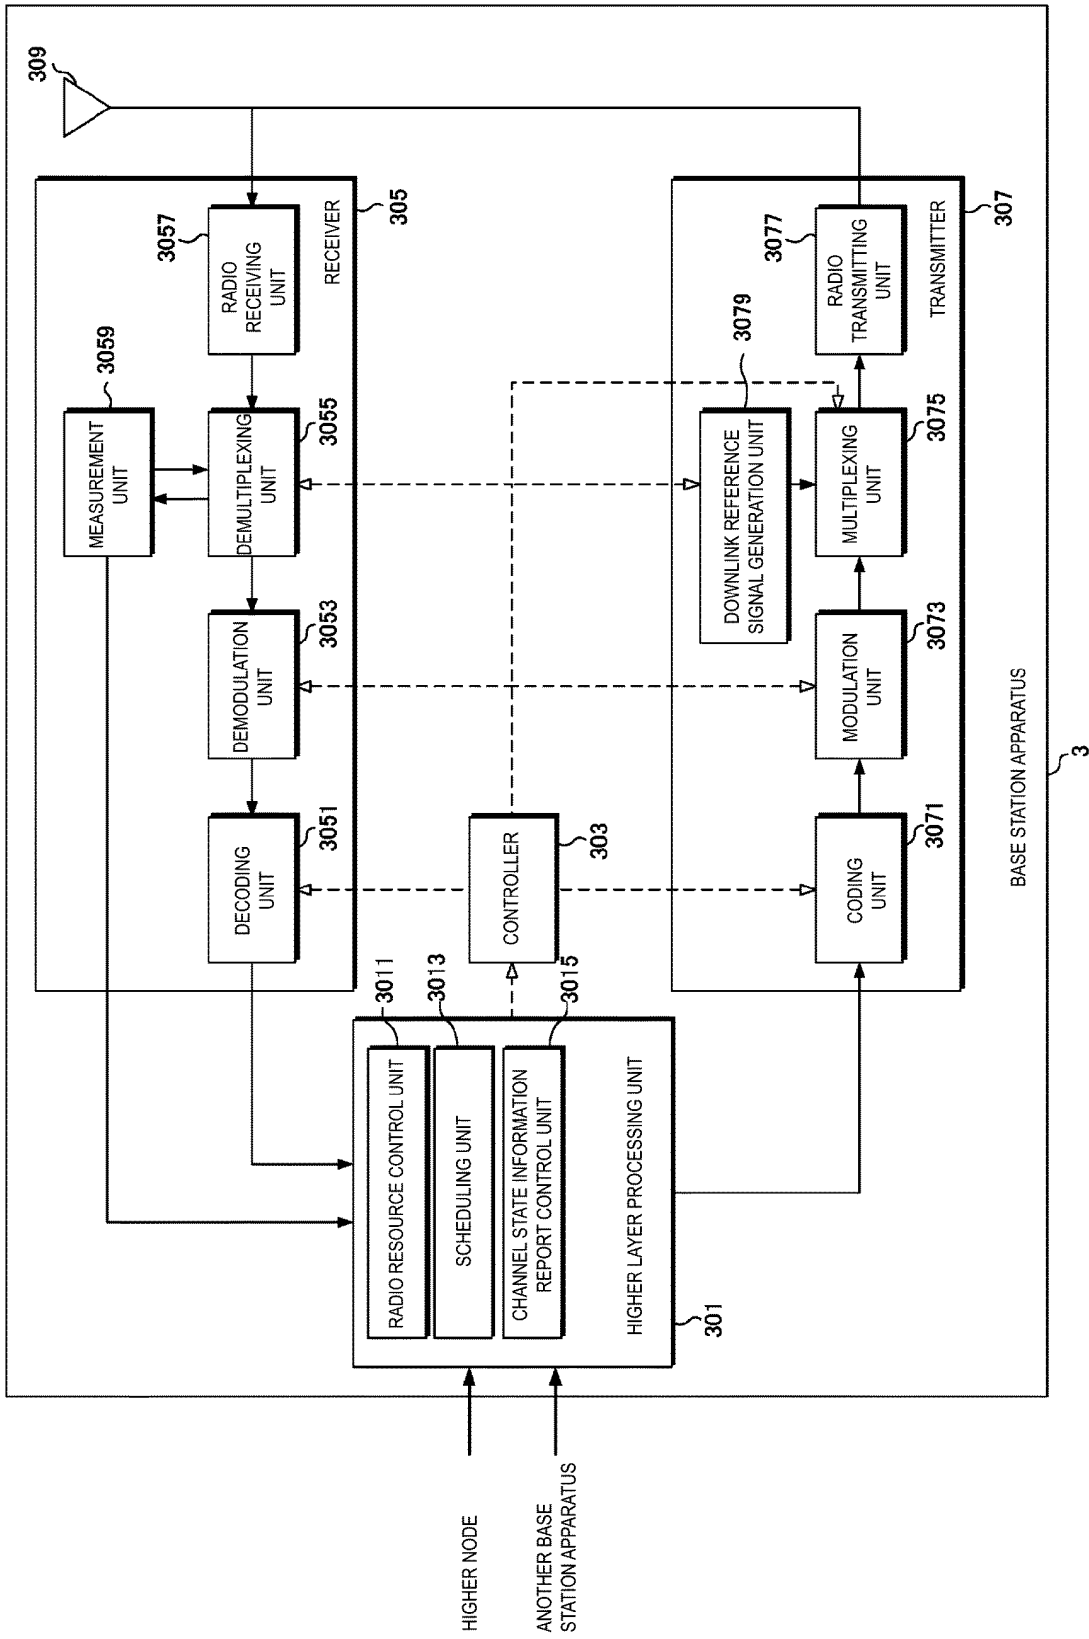 BASE STATION APPARATUS
3
HIGHER NODE
ANOTHER BASE
STATION APPARATUS
HIGHER LAYER PROCESSING UNIT
301
RADIO RESOURCE CONTROL UNIT
3011
SCHEDULING UNIT
3013
CHANNEL STATE INFORMATION
REPORT CONTROL UNIT
3015
CONTROLLER
303
RECEIVER
305
DECODING
UNIT
3051
DEMODULATION
UNIT
3053
DEMULTIPLEXING
UNIT
3055
RADIO
RECEIVING
UNIT
3057
MEASUREMENT
UNIT
3059
309
TRANSMITTER
307
CODING
UNIT
3071
MODULATION
UNIT
3073
MULTIPLEXING
UNIT
3075
RADIO
TRANSMITTING
UNIT
3077
DOWNLINK REFERENCE
SIGNAL GENERATION UNIT
3079